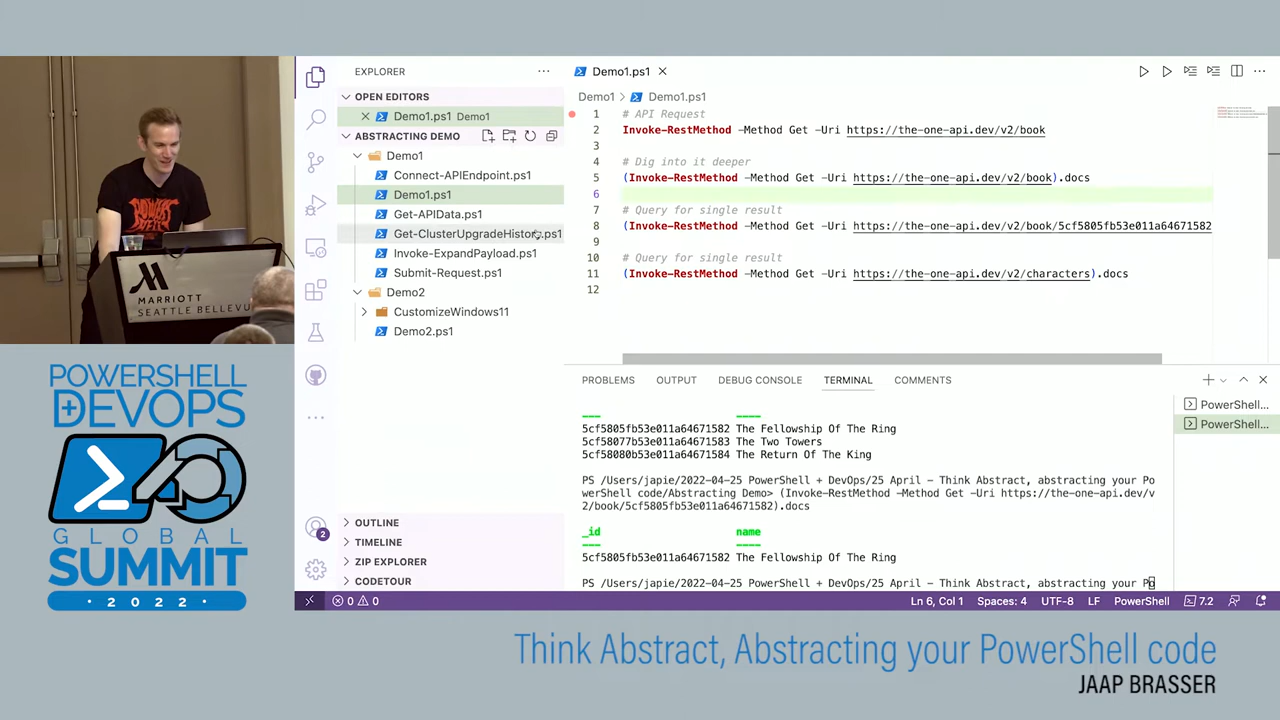 EXPLORER
OPEN EDITORS
Demo1.ps1 Demo1
ABSTRACTING DEMO
Demo1
Connect-APIEndpoint.ps1
Demo1.ps1
Get-APIData.ps1
Get-ClusterUpgradeHistory.ps1
Invoke-ExpandPayload.ps1
Submit-Request.ps1
Demo2
CustomizeWindows11
Demo2.ps1
OUTLINE
TIMELINE
ZIP EXPLORER
CODETOUR
2
Demo1.ps1
Demo1 > Demo1.ps1
1 # API Request
2 Invoke-RestMethod -Method Get -Uri https://the-one-api.dev/v2/book
3
4 # Dig into it deeper
5 (Invoke-RestMethod -Method Get -Uri https://the-one-api.dev/v2/book).docs
6
7 # Query for single result
8 (Invoke-RestMethod -Method Get -Uri https://the-one-api.dev/v2/book/5cf5805fb53e011a64671582
9
10 # Query for single result
11 (Invoke-RestMethod -Method Get -Uri https://the-one-api.dev/v2/characters).docs
12
PROBLEMS OUTPUT DEBUG CONSOLE TERMINAL COMMENTS
PowerShell...
PowerShell...
--- ----
5cf5805fb53e011a64671582 The Fellowship Of The Ring
5cf58077b53e011a64671583 The Two Towers
5cf58080b53e011a64671584 The Return Of The King
PS /Users/japie/2022-04-25 PowerShell + DevOps/25 April - Think Abstract, abstracting your Po
werShell code/Abstracting Demo> (Invoke-RestMethod -Method Get -Uri https://the-one-api.dev/v
2/book/5cf5805fb53e011a64671582).docs
_id name
--- ----
5cf5805fb53e011a64671582 The Fellowship Of The Ring
PS /Users/japie/2022-04-25 PowerShell + DevOps/25 April - Think Abstract, abstracting your Po
0 0 Ln 6, Col 1 Spaces: 4 UTF-8 LF PowerShell 7.2
MARRIOTT
SEATTLE BELLEVU
POWERSHELL
+DEVOPS
GLOBAL
SUMMIT
· 2 0 2 2 ·
Think Abstract, Abstracting your PowerShell code
JAAP BRASSER